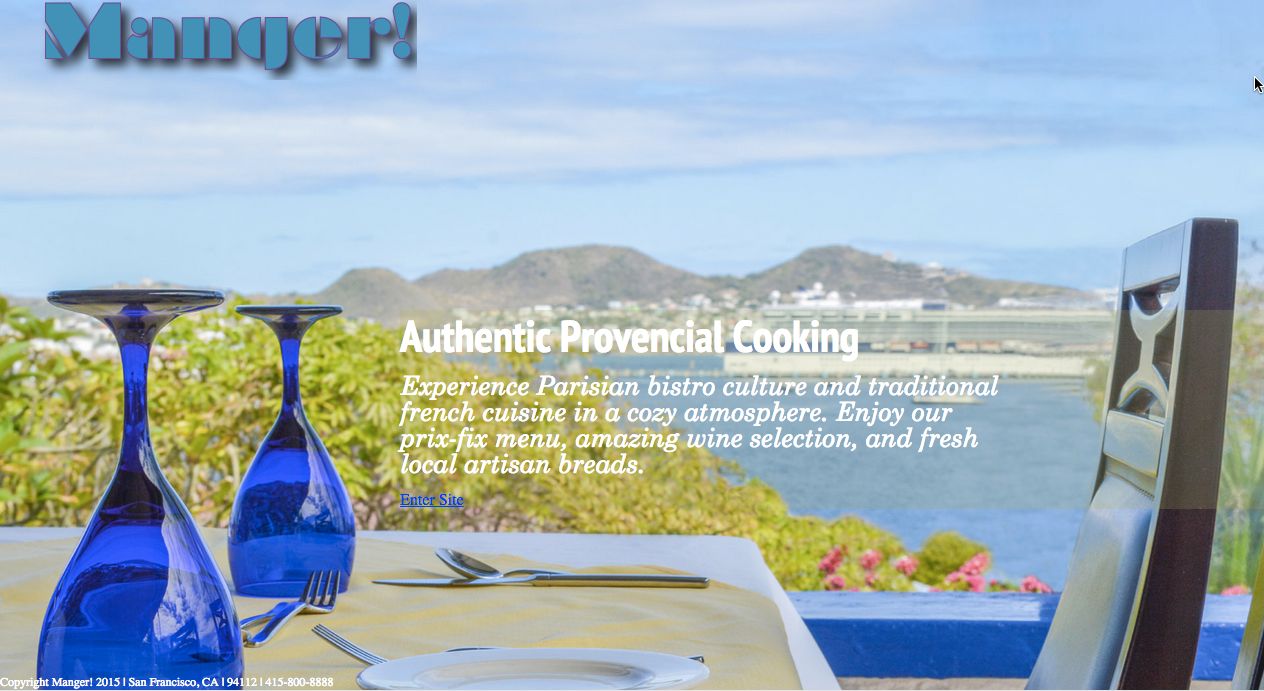 Manger!
Authentic Provencial Cooking
Experience Parisian bistro culture and traditional
french cuisine in a cozy atmosphere. Enjoy our
prix-fix menu, amazing wine selection, and fresh
local artisan breads.
Enter Site
Copyright Manger! 2015 | San Francisco, CA | 94112 | 415-800-8888